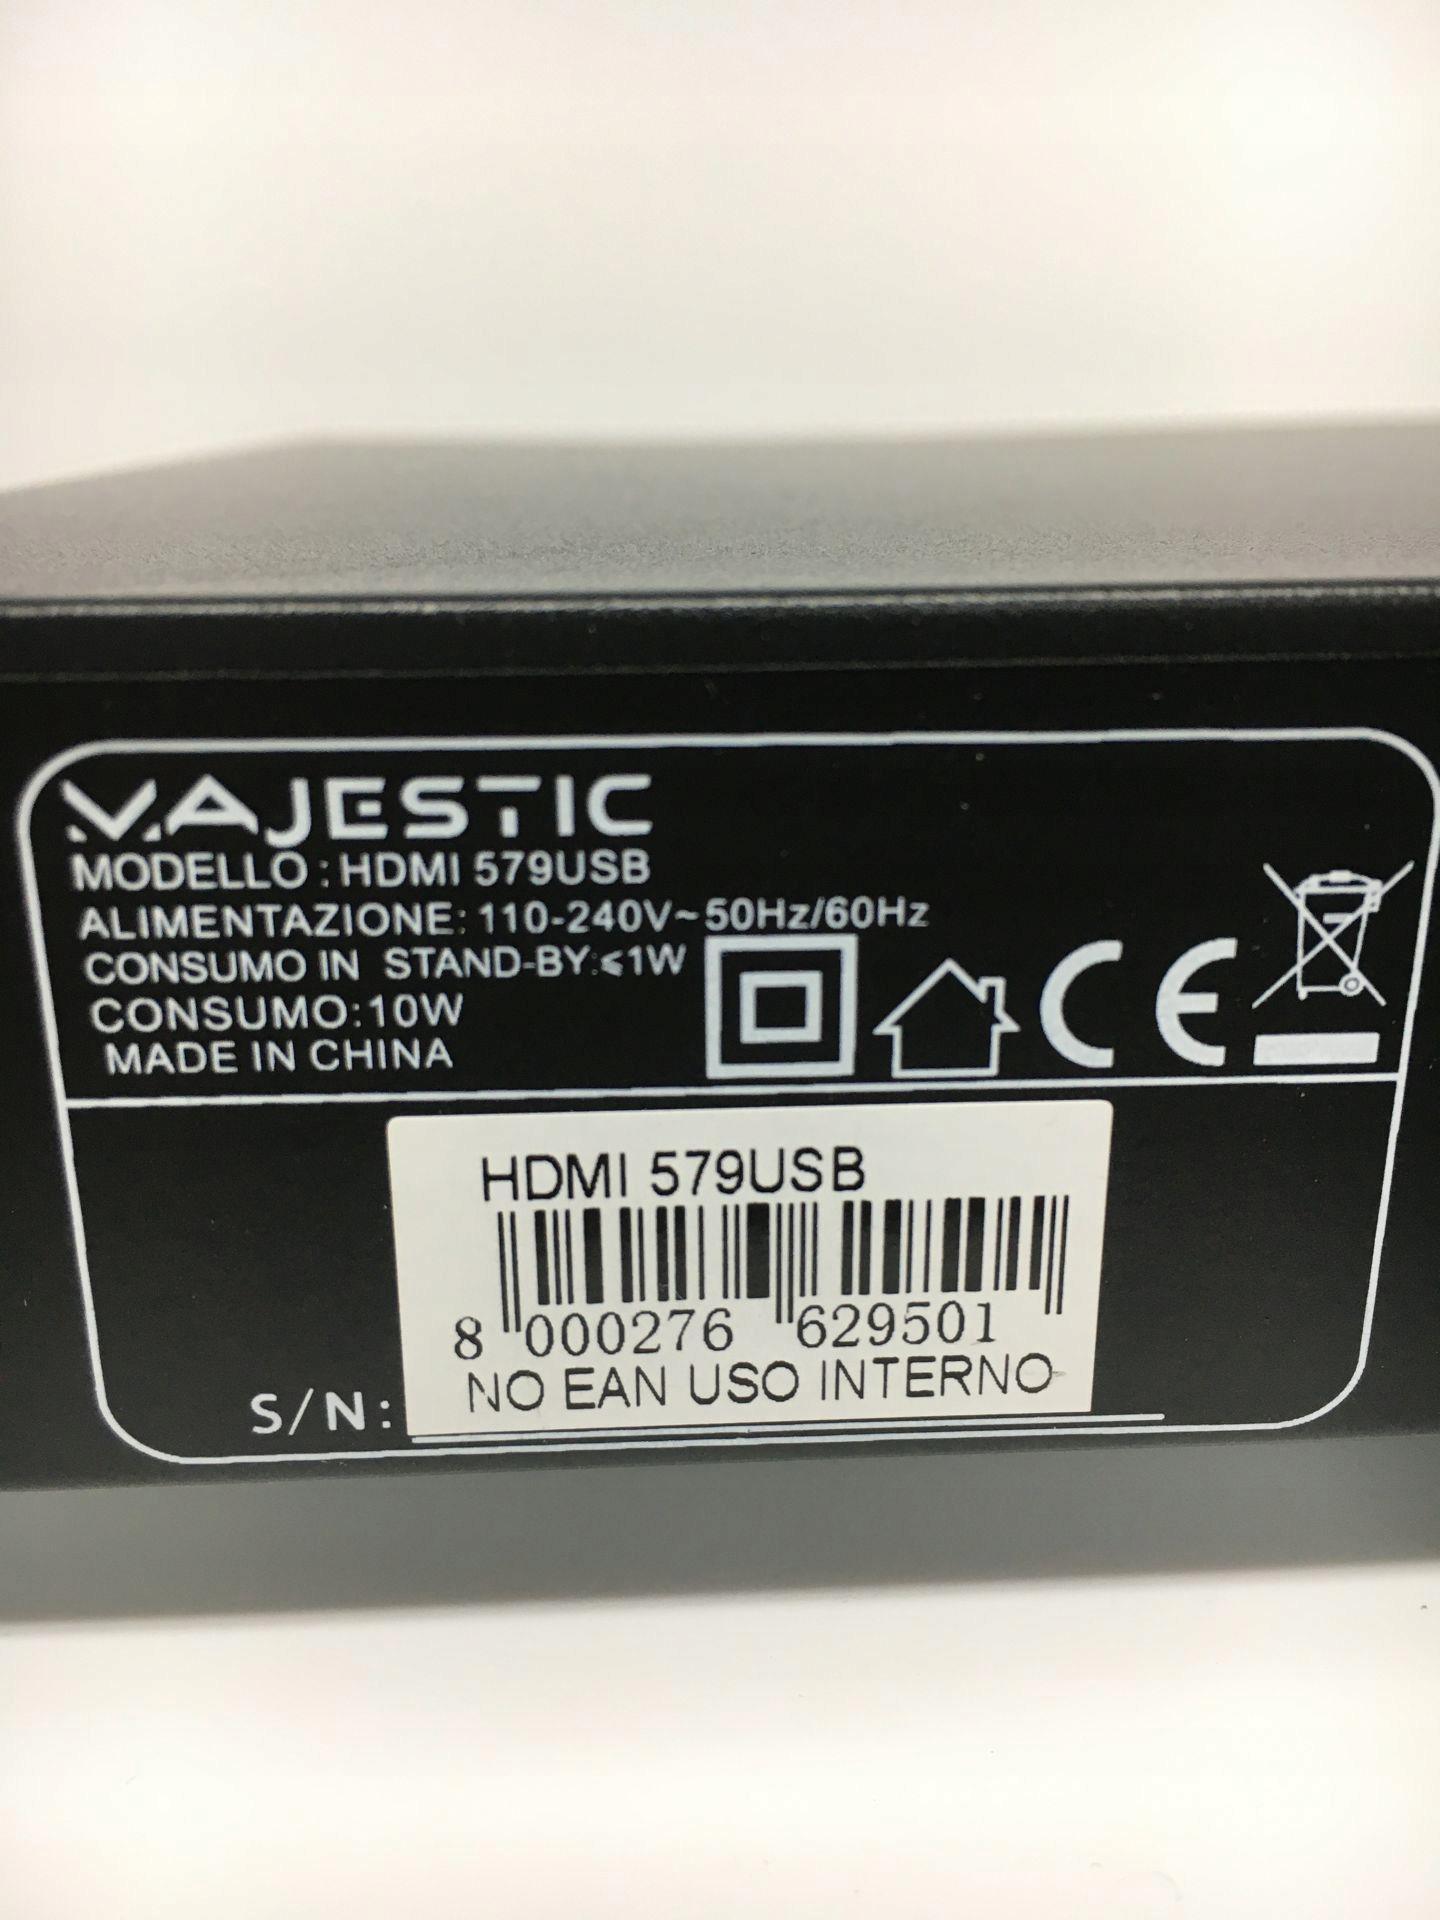 MAJESTIC
MODELLO : HDMI 579USB
ALIMENTAZIONE: 110-240V~50Hz/60Hz
CONSUMO IN STAND-BY:⩽1W
CONSUMO:10W
MADE IN CHINA
CE
HDMI 579USB
8 000276 629501
NO EAN USO INTERNO
S/N: